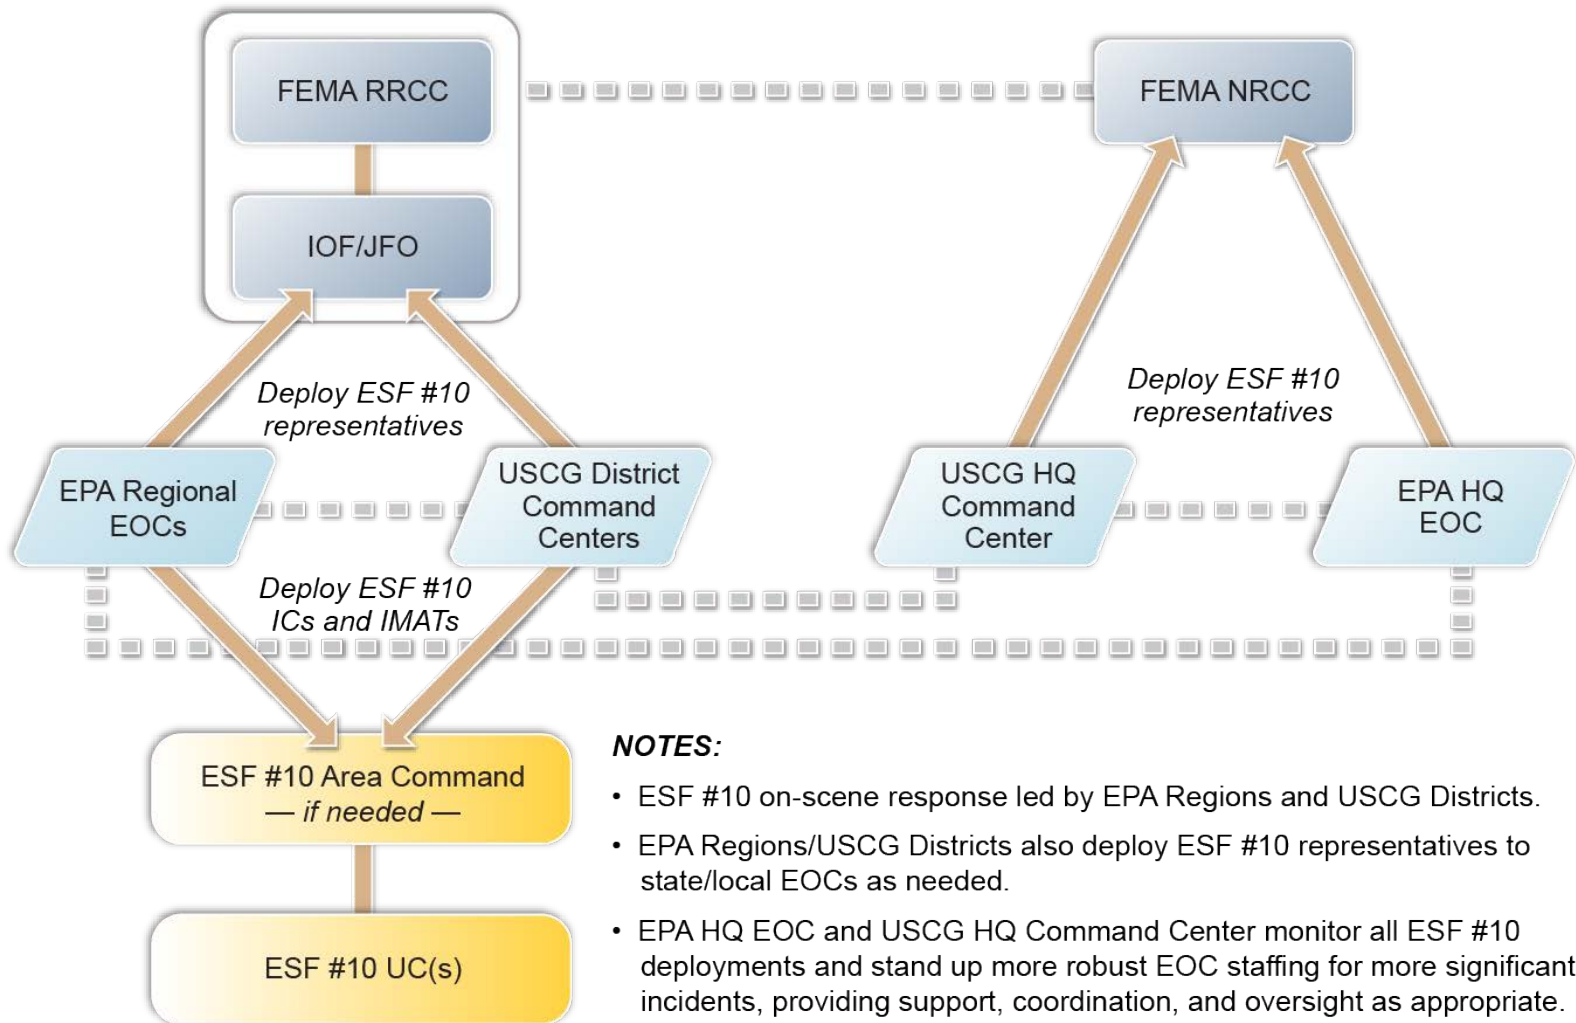 FEMA RRCC
FEMA NRCC
IOF/JFO
Deploy ESF #10
representatives
Deploy ESF #10
representatives
EPA Regional
EOCs
USCG District
Command
Centers
USCG HQ
Command
Center
EPA HQ
EOC
Deploy ESF #10
ICs and IMATs
ESF #10 Area Command
— if needed —
ESF #10 UC(s)
NOTES:
• ESF #10 on-scene response led by EPA Regions and USCG Districts.
• EPA Regions/USCG Districts also deploy ESF #10 representatives to
state/local EOCs as needed.
• EPA HQ EOC and USCG HQ Command Center monitor all ESF #10
deployments and stand up more robust EOC staffing for more significant
incidents, providing support, coordination, and oversight as appropriate.